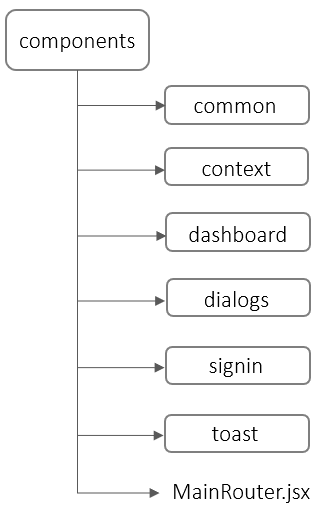 components
common
context
dashboard
dialogs
signin
toast
MainRouter.jsx